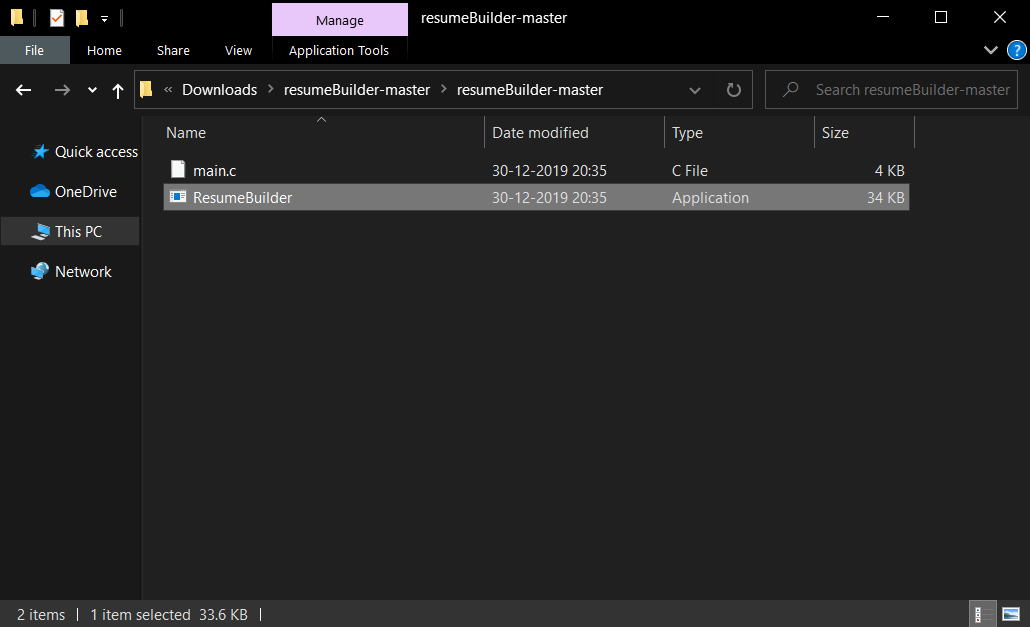 Manage
resumeBuilder-master
File
Home
Share
View
Application Tools
?
« Downloads > resumeBuilder-master > resumeBuilder-master
Search resumeBuilder-master
Name
Date modified
Type
Size
Quick access
OneDrive
This PC
Network
main.c 30-12-2019 20:35 C File 4 KB
ResumeBuilder 30-12-2019 20:35 Application 34 KB
2 items | 1 item selected 33.6 KB |